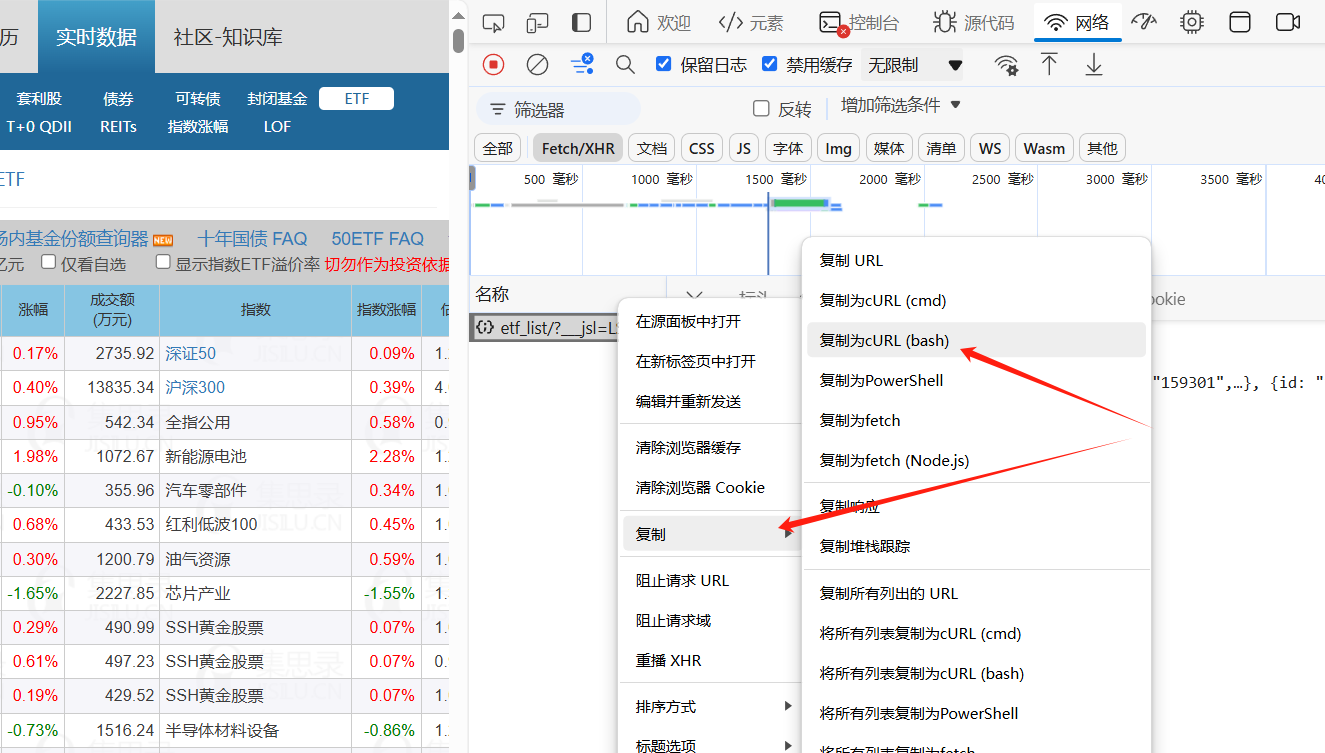 历 实时数据 社区-知识库
套利股 债券 可转债 封闭基金 ETF
T+0 QDII REITs 指数涨幅 LOF
ETF
场内基金份额查询器 NEW 十年国债 FAQ 50ETF FAQ
亿元 仅看自选 显示指数ETF溢价率 切勿作为投资依据
涨幅 成交额 指数 指数涨幅 估
(万元)
0.17% 2735.92 深证50 0.09% 1.
0.40% 13835.34 沪深300 0.39% 4.
0.95% 542.34 全指公用 0.58% 0.
1.98% 1072.67 新能源电池 2.28% 1.
-0.10% 355.96 汽车零部件 0.34% 1.
0.68% 433.53 红利低波100 0.45% 1.
0.30% 1200.79 油气资源 0.59% 1.
-1.65% 2227.85 芯片产业 -1.55% 1.
0.29% 490.99 SSH黄金股票 0.07% 1.
0.61% 497.23 SSH黄金股票 0.07% 0.
0.19% 429.52 SSH黄金股票 0.07% 1.
-0.73% 1516.24 半导体材料设备 -0.86% 1.
集思录
JISILU.CN
欢迎 元素 控制台 源代码 网络
保留日志 禁用缓存 无限制
筛选器 反转 增加筛选条件
全部 Fetch/XHR 文档 CSS JS 字体 Img 媒体 清单 WS Wasm 其他
500 毫秒 1000 毫秒 1500 毫秒 2000 毫秒 2500 毫秒 3000 毫秒 3500 毫秒 40
名称 标头 ookie
etf_list/?___jsl=LS
"159301",…}, {id: "
在源面板中打开
在新标签页中打开
编辑并重新发送
清除浏览器缓存
清除浏览器 Cookie
复制
阻止请求 URL
阻止请求域
重播 XHR
排序方式
标题选项
复制 URL
复制为cURL (cmd)
复制为cURL (bash)
复制为PowerShell
复制为fetch
复制为fetch (Node.js)
复制响应
复制堆栈跟踪
复制所有列出的 URL
将所有列表复制为cURL (cmd)
将所有列表复制为cURL (bash)
将所有列表复制为PowerShell
将所有列表复制为fetch